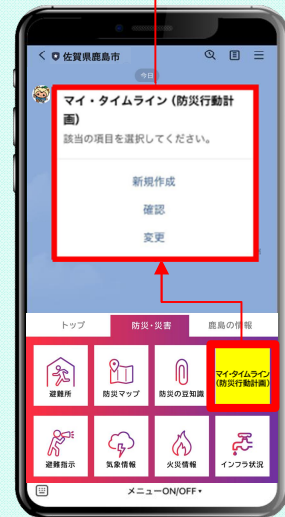 佐賀県鹿島市
今日
マイ・タイムライン（防災行動計
画）
該当の項目を選択してください。
新規作成
確認
変更
トップ
防災・災害
鹿島の情報
避難所
防災マップ
防災の豆知識
マイ・タイムライン
（防災行動計画）
避難指示
気象情報
火災情報
インフラ状況
メニューON/OFF▾